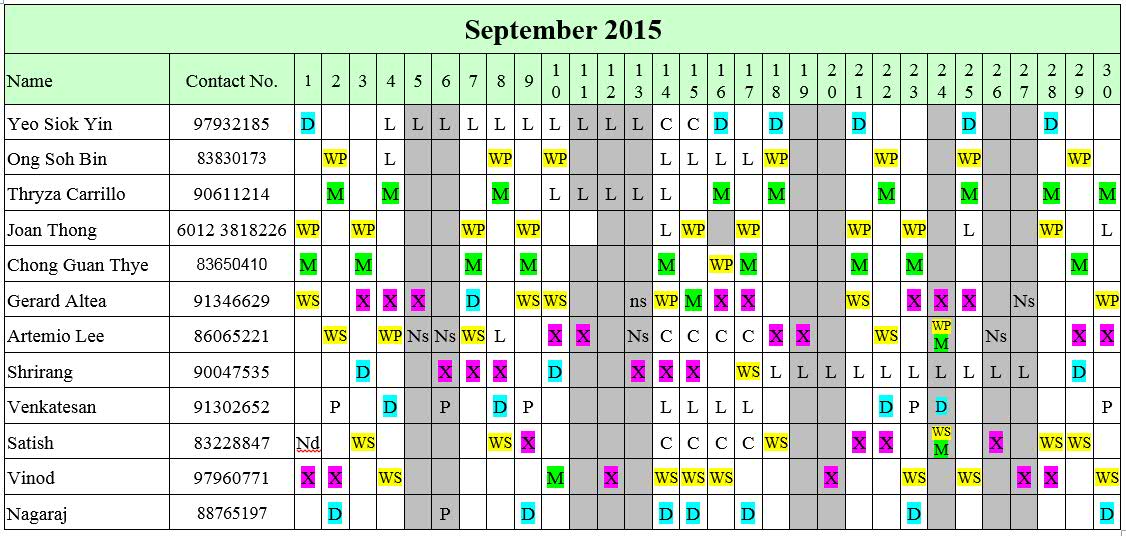 September 2015
Name Contact No. 1 2 3 4 5 6 7 8 9 10 11 12 13 14 15 16 17 18 19 20 21 22 23 24 25 26 27 28 29 30
Yeo Siok Yin 97932185 D L L L L L L L L L L C C D D D D D
Ong Soh Bin 83830173 WP L WP WP L L L L WP WP WP WP
Thryza Carrillo 90611214 M M M L L L L L M M M M M M
Joan Thong 6012 3818226 WP WP WP WP L WP WP WP WP L WP L
Chong Guan Thye 83650410 M M M M M WP M M M M
Gerard Altea 91346629 WS X X X D WS WS ns WP M X X WS X X X Ns WP
Artemio Lee 86065221 WS WP Ns Ns WS L X X Ns C C C C X X WS WP M Ns X X
Shrirang 90047535 D X X X D X X X WS L L L L L L L L L L D
Venkatesan 91302652 P D P D P L L L L D P D P
Satish 83228847 Nd WS WS X C C C C WS X X WS M X WS WS
Vinod 97960771 X X WS M X WS WS WS X WS WS X X WS
Nagaraj 88765197 D P D D D D D D